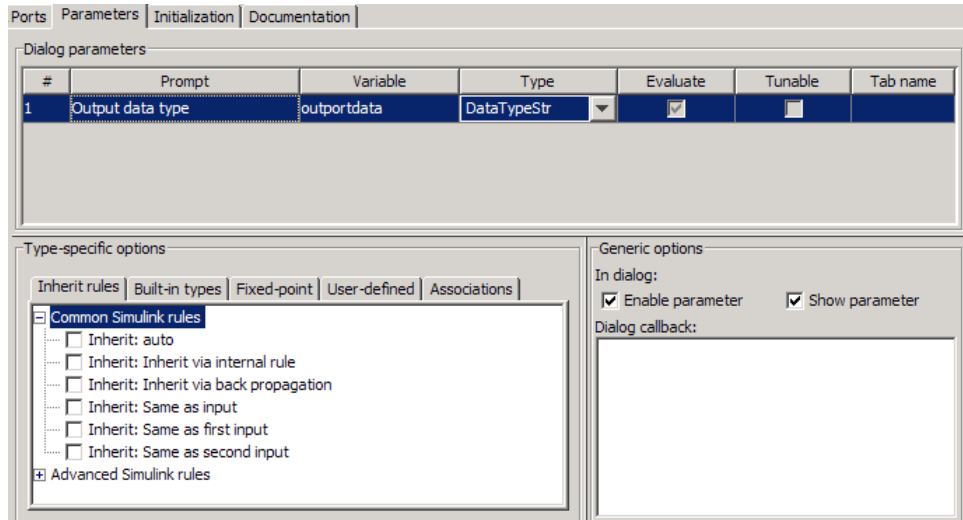 Ports Parameters Initialization Documentation
Dialog parameters
# Prompt Variable Type Evaluate Tunable Tab name
1 Output data type outportdata DataTypeStr
Type-specific options
Inherit rules Built-in types Fixed-point User-defined Associations
Common Simulink rules
Inherit: auto
Inherit: Inherit via internal rule
Inherit: Inherit via back propagation
Inherit: Same as input
Inherit: Same as first input
Inherit: Same as second input
Advanced Simulink rules
Generic options
In dialog:
Enable parameter Show parameter
Dialog callback: